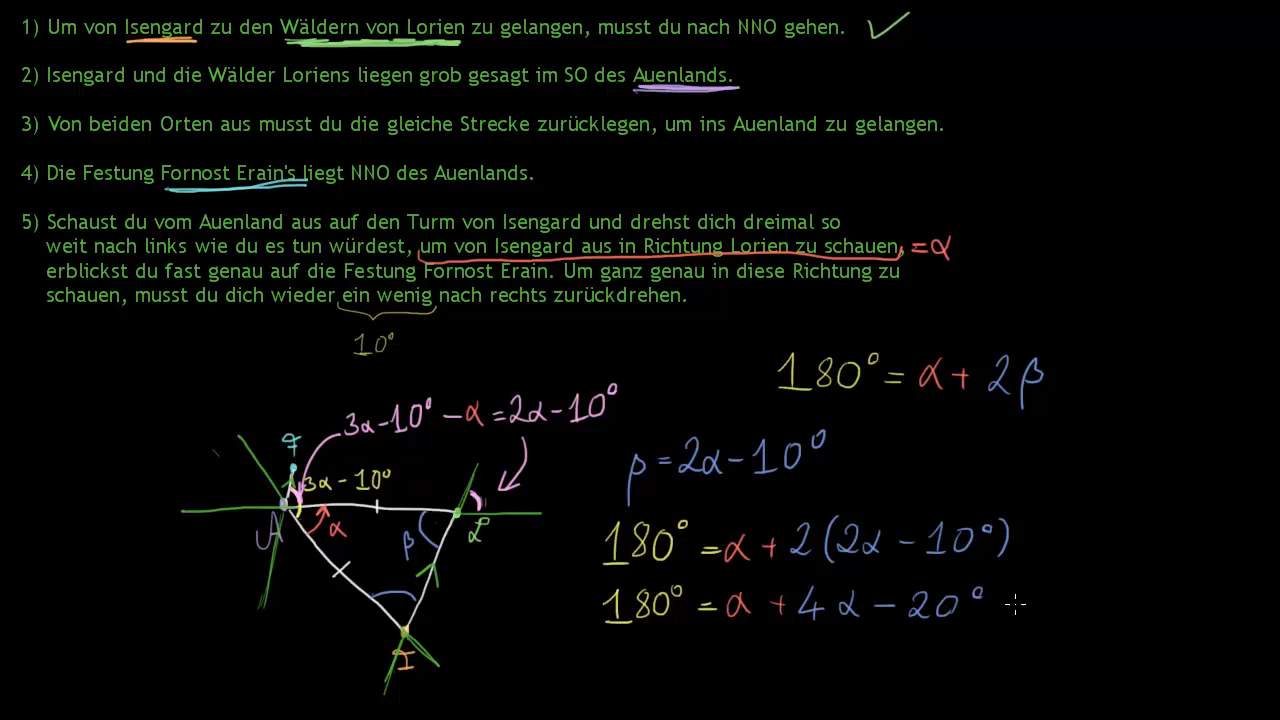 1) Um von Isengard zu den Wäldern von Lorien zu gelangen, musst du nach NNO gehen.
2) Isengard und die Wälder Loriens liegen grob gesagt im SO des Auenlands.
3) Von beiden Orten aus musst du die gleiche Strecke zurücklegen, um ins Auenland zu gelangen.
4) Die Festung Fornost Erain's liegt NNO des Auenlands.
5) Schaust du vom Auenland aus auf den Turm von Isengard und drehst dich dreimal so
weit nach links wie du es tun würdest, um von Isengard aus in Richtung Lorien zu schauen, = α
erblickst du fast genau auf die Festung Fornost Erain. Um ganz genau in diese Richtung zu
schauen, musst du dich wieder ein wenig nach rechts zurückdrehen.
10°
180° = α + 2β
3α - 10° - α = 2α - 10°
β = 2α - 10°
3α - 10°
A
α
β
L
180° = α + 2(2α - 10°)
180° = α + 4α - 20°
I